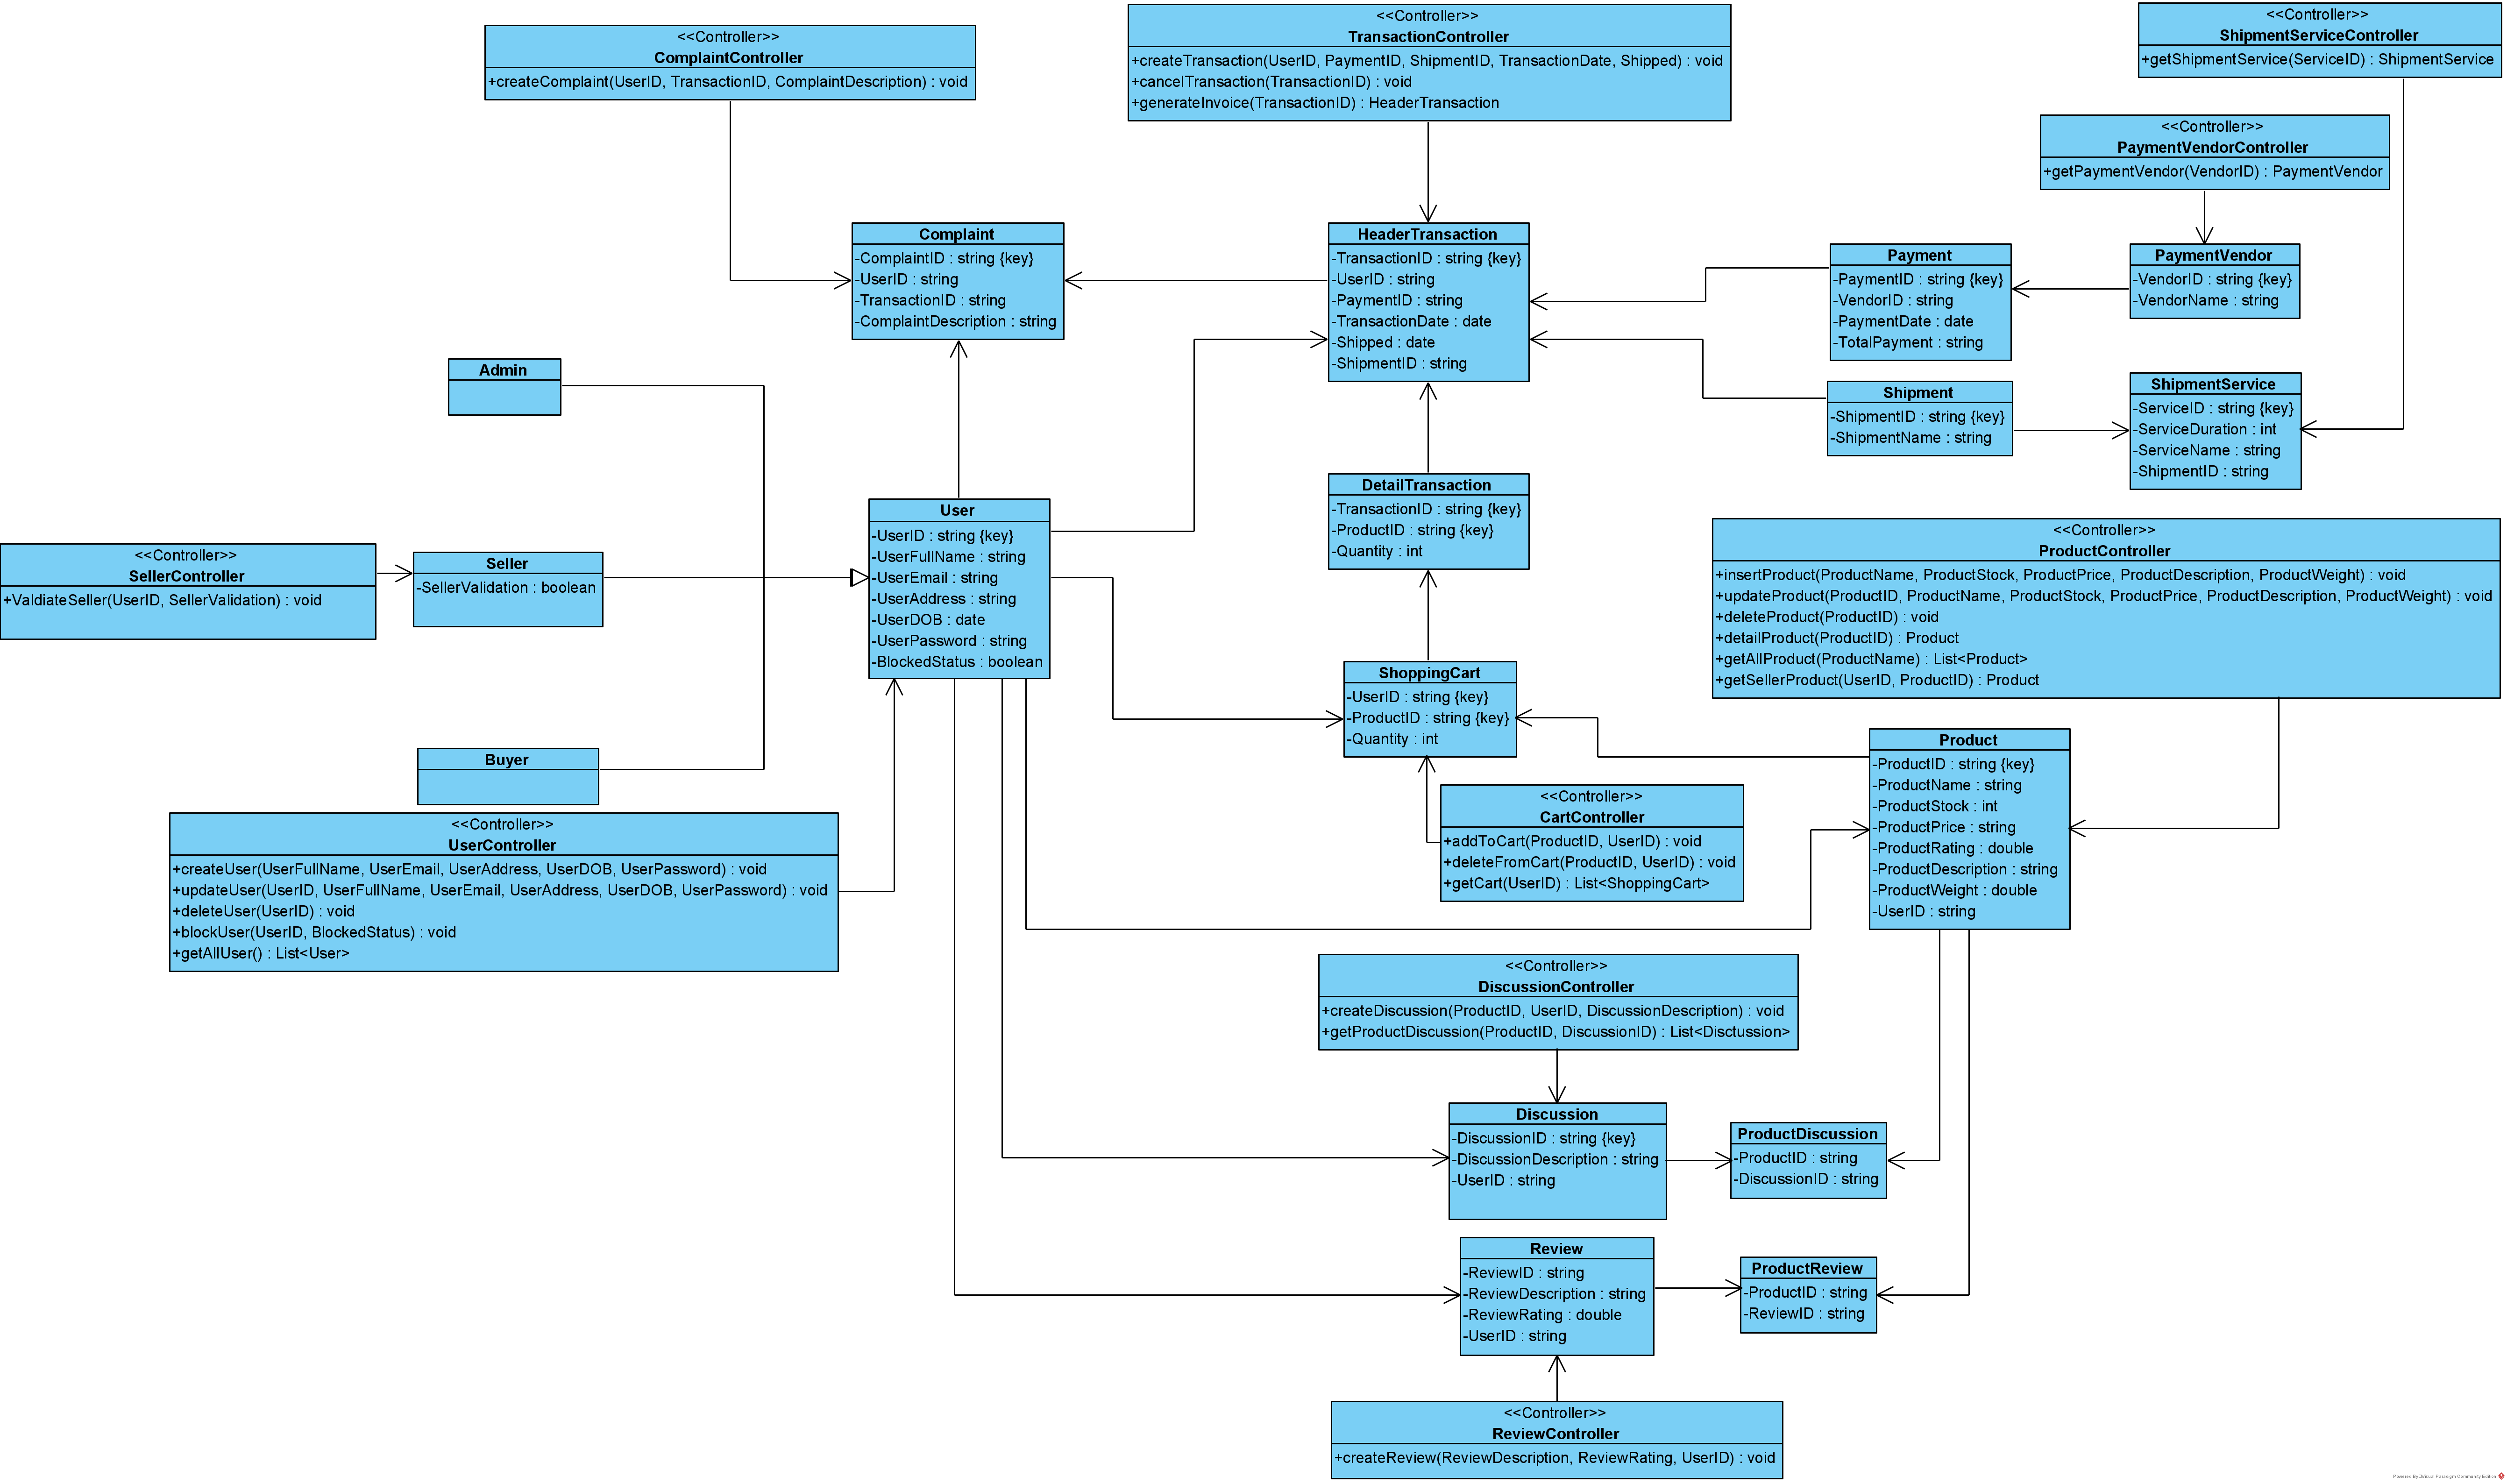 <<Controller>>
ComplaintController
+createComplaint(UserID, TransactionID, ComplaintDescription) : void
<<Controller>>
TransactionController
+createTransaction(UserID, PaymentID, ShipmentID, TransactionDate, Shipped) : void
+cancelTransaction(TransactionID) : void
+generateInvoice(TransactionID) : HeaderTransaction
<<Controller>>
ShipmentServiceController
+getShipmentService(ServiceID) : ShipmentService
<<Controller>>
PaymentVendorController
+getPaymentVendor(VendorID) : PaymentVendor
Complaint
-ComplaintID : string {key}
-UserID : string
-TransactionID : string
-ComplaintDescription : string
HeaderTransaction
-TransactionID : string {key}
-UserID : string
-PaymentID : string
-TransactionDate : date
-Shipped : date
-ShipmentID : string
Payment
-PaymentID : string {key}
-VendorID : string
-PaymentDate : date
-TotalPayment : string
PaymentVendor
-VendorID : string {key}
-VendorName : string
Admin
Shipment
-ShipmentID : string {key}
-ShipmentName : string
ShipmentService
-ServiceID : string {key}
-ServiceDuration : int
-ServiceName : string
-ShipmentID : string
DetailTransaction
-TransactionID : string {key}
-ProductID : string {key}
-Quantity : int
User
-UserID : string {key}
-UserFullName : string
-UserEmail : string
-UserAddress : string
-UserDOB : date
-UserPassword : string
-BlockedStatus : boolean
<<Controller>>
SellerController
+ValdiateSeller(UserID, SellerValidation) : void
Seller
-SellerValidation : boolean
<<Controller>>
ProductController
+insertProduct(ProductName, ProductStock, ProductPrice, ProductDescription, ProductWeight) : void
+updateProduct(ProductID, ProductName, ProductStock, ProductPrice, ProductDescription, ProductWeight) : void
+deleteProduct(ProductID) : void
+detailProduct(ProductID) : Product
+getAllProduct(ProductName) : List<Product>
+getSellerProduct(UserID, ProductID) : Product
ShoppingCart
-UserID : string {key}
-ProductID : string {key}
-Quantity : int
Buyer
Product
-ProductID : string {key}
-ProductName : string
-ProductStock : int
-ProductPrice : string
-ProductRating : double
-ProductDescription : string
-ProductWeight : double
-UserID : string
<<Controller>>
CartController
+addToCart(ProductID, UserID) : void
+deleteFromCart(ProductID, UserID) : void
+getCart(UserID) : List<ShoppingCart>
<<Controller>>
UserController
+createUser(UserFullName, UserEmail, UserAddress, UserDOB, UserPassword) : void
+updateUser(UserID, UserFullName, UserEmail, UserAddress, UserDOB, UserPassword) : void
+deleteUser(UserID) : void
+blockUser(UserID, BlockedStatus) : void
+getAllUser() : List<User>
<<Controller>>
DiscussionController
+createDiscussion(ProductID, UserID, DiscussionDescription) : void
+getProductDiscussion(ProductID, DiscussionID) : List<Disctussion>
Discussion
-DiscussionID : string {key}
-DiscussionDescription : string
-UserID : string
ProductDiscussion
-ProductID : string
-DiscussionID : string
Review
-ReviewID : string
-ReviewDescription : string
-ReviewRating : double
-UserID : string
ProductReview
-ProductID : string
-ReviewID : string
<<Controller>>
ReviewController
+createReview(ReviewDescription, ReviewRating, UserID) : void
Visual Paradigm Community Edition